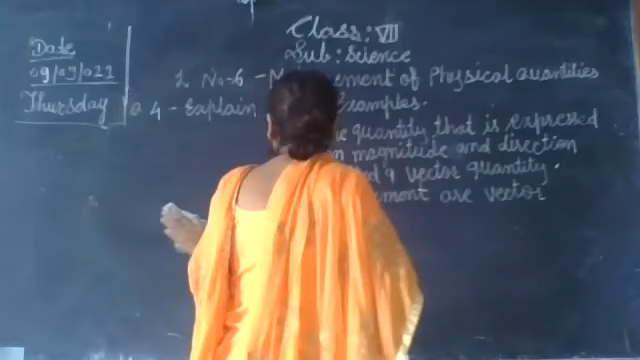 Class: VII
Sub: Science
Date
09/09/021
Thursday
L No-6 - M ement of Physical quantities
Q 4 - Explain Examples.
e quantity that is expressed
n magnitude and direction
d a vector quantity.
ement are vector